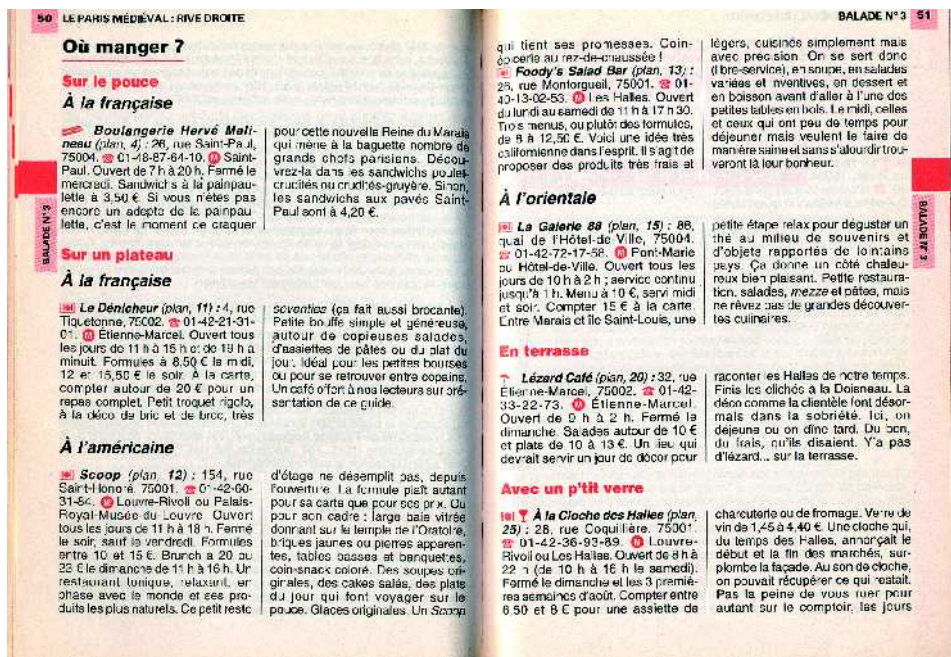 50 LE PARIS MÉDIÉVAL : RIVE DROITE
Où manger ?
Sur le pouce
À la française
Boulangerie Hervé Mali-
neau (plan, 4) : 26, rue Saint-Paul,
75004. ☎ 01-48-87-64-10. Ⓜ Saint-
Paul. Ouvert de 7 h à 20 h. Fermé le
mercredi. Sandwichs à la painpau-
lette à 3,50 €. Si vous n'êtes pas
encore un adepte de la painpau-
lette, c'est le moment de craquer
pour cette nouvelle Reine du Marais
qui mène à la baguette nombre de
grands chefs parisiens. Décou-
vrez-la dans les sandwichs poulet-
crudités ou crudités-gruyère. Sinon,
les sandwichs aux pavés Saint-
Paul sont à 4,20 €.
Sur un plateau
À la française
Le Dénicheur (plan, 11) : 4, rue
Tiquetonne, 75002. ☎ 01-42-21-31-
01. Ⓜ Étienne-Marcel. Ouvert tous
les jours de 11 h à 15 h et de 19 h à
minuit. Formules à 8,50 € le midi,
12 et 15,50 € le soir. À la carte,
compter autour de 20 € pour un
repas complet. Petit troquet rigolo,
à la déco de bric et de broc, très
seventies (ça fait aussi brocante).
Petite bouffe simple et généreuse,
autour de copieuses salades,
d'assiettes de pâtes ou du plat du
jour. Idéal pour les petites bourses
ou pour se retrouver entre copains.
Un café offert à nos lecteurs sur pré-
sentation de ce guide.
À l'américaine
Scoop (plan, 12) : 154, rue
Saint-Honoré, 75001. ☎ 01-42-60-
31-84. Ⓜ Louvre-Rivoli ou Palais-
Royal-Musée-du-Louvre. Ouvert
tous les jours de 11 h à 19 h. Fermé
le soir, sauf le vendredi. Formules
entre 10 et 15 €. Brunch à 20 ou
23 € le dimanche de 11 h à 16 h. Un
restaurant tonique, relaxant, en
phase avec le monde et ses pro-
duits les plus naturels. Ce petit resto
d'étage ne désemplit pas, depuis
l'ouverture. La formule plaît autant
pour sa carte que pour ses prix. Ou
pour son cadre : large baie vitrée
donnant sur le temple de l'Oratoire,
briques jaunes ou pierres apparen-
tes, tables basses et banquettes,
coin-snack coloré. Des soupes ori-
ginales, des cakes salés, des plats
du jour qui font voyager sur le
pouce. Glaces originales. Un Scoop
BALADE N° 3
BALADE N° 3 51
qui tient ses promesses. Coin-
épicerie au rez-de-chaussée !
Foody's Salad Bar (plan, 13) :
26, rue Montorgueil, 75001. ☎ 01-
40-13-02-53. Ⓜ Les Halles. Ouvert
du lundi au samedi de 11 h à 17 h 30.
Trois menus, ou plutôt des formules,
de 8 à 12,50 €. Voici une idée très
californienne dans l'esprit. Il s'agit de
proposer des produits très frais et
légers, cuisinés simplement mais
avec précision. On se sert donc
(libre-service), en soupe, en salades
variées et inventives, en dessert et
en boisson avant d'aller à l'une des
petites tables en bois. Le midi, celles
et ceux qui ont peu de temps pour
déjeuner mais veulent le faire de
manière saine et sans s'alourdir trou-
veront là leur bonheur.
À l'orientale
La Galerie 88 (plan, 15) : 88,
quai de l'Hôtel-de-Ville, 75004.
☎ 01-42-72-17-58. Ⓜ Pont-Marie
ou Hôtel-de-Ville. Ouvert tous les
jours de 10 h à 2 h ; service continu
jusqu'à 1 h. Menu à 10 €, servi midi
et soir. Compter 15 € à la carte.
Entre Marais et île Saint-Louis, une
petite étape relax pour déguster un
thé au milieu de souvenirs et
d'objets rapportés de lointains
pays. Ça donne un côté chaleu-
reux bien plaisant. Petite restaura-
tion, salades, mezze et pâtes, mais
ne rêvez pas de grandes découver-
tes culinaires.
En terrasse
Lézard Café (plan, 20) : 32, rue
Étienne-Marcel, 75002. ☎ 01-42-
33-22-73. Ⓜ Étienne-Marcel.
Ouvert de 9 h à 2 h. Fermé le
dimanche. Salades autour de 10 €
et plats de 10 à 13 €. Un lieu qui
devrait servir un jour de décor pour
raconter les Halles de notre temps.
Finis les clichés à la Doisneau. La
déco comme la clientèle font désor-
mais dans la sobriété. Ici, on
déjeune ou on dîne tard. Du bon,
du frais, qu'ils disaient. Y'a pas
d'lézard... sur la terrasse.
Avec un p'tit verre
À la Cloche des Halles (plan,
25) : 28, rue Coquillière, 75001.
☎ 01-42-36-93-89. Ⓜ Louvre-
Rivoli ou Les Halles. Ouvert de 8 h à
22 h (de 10 h à 16 h le samedi).
Fermé le dimanche et les 3 premiè-
res semaines d'août. Compter entre
6,50 et 8 € pour une assiette de
charcuterie ou de fromage. Verre de
vin de 1,45 à 4,40 €. Une cloche qui,
du temps des Halles, annonçait le
début et la fin des marchés, sur-
plombe la façade. Au son de cloche,
on pouvait récupérer ce qui restait.
Pas la peine de vous ruer pour
autant sur le comptoir, les jours
BALADE N° 3